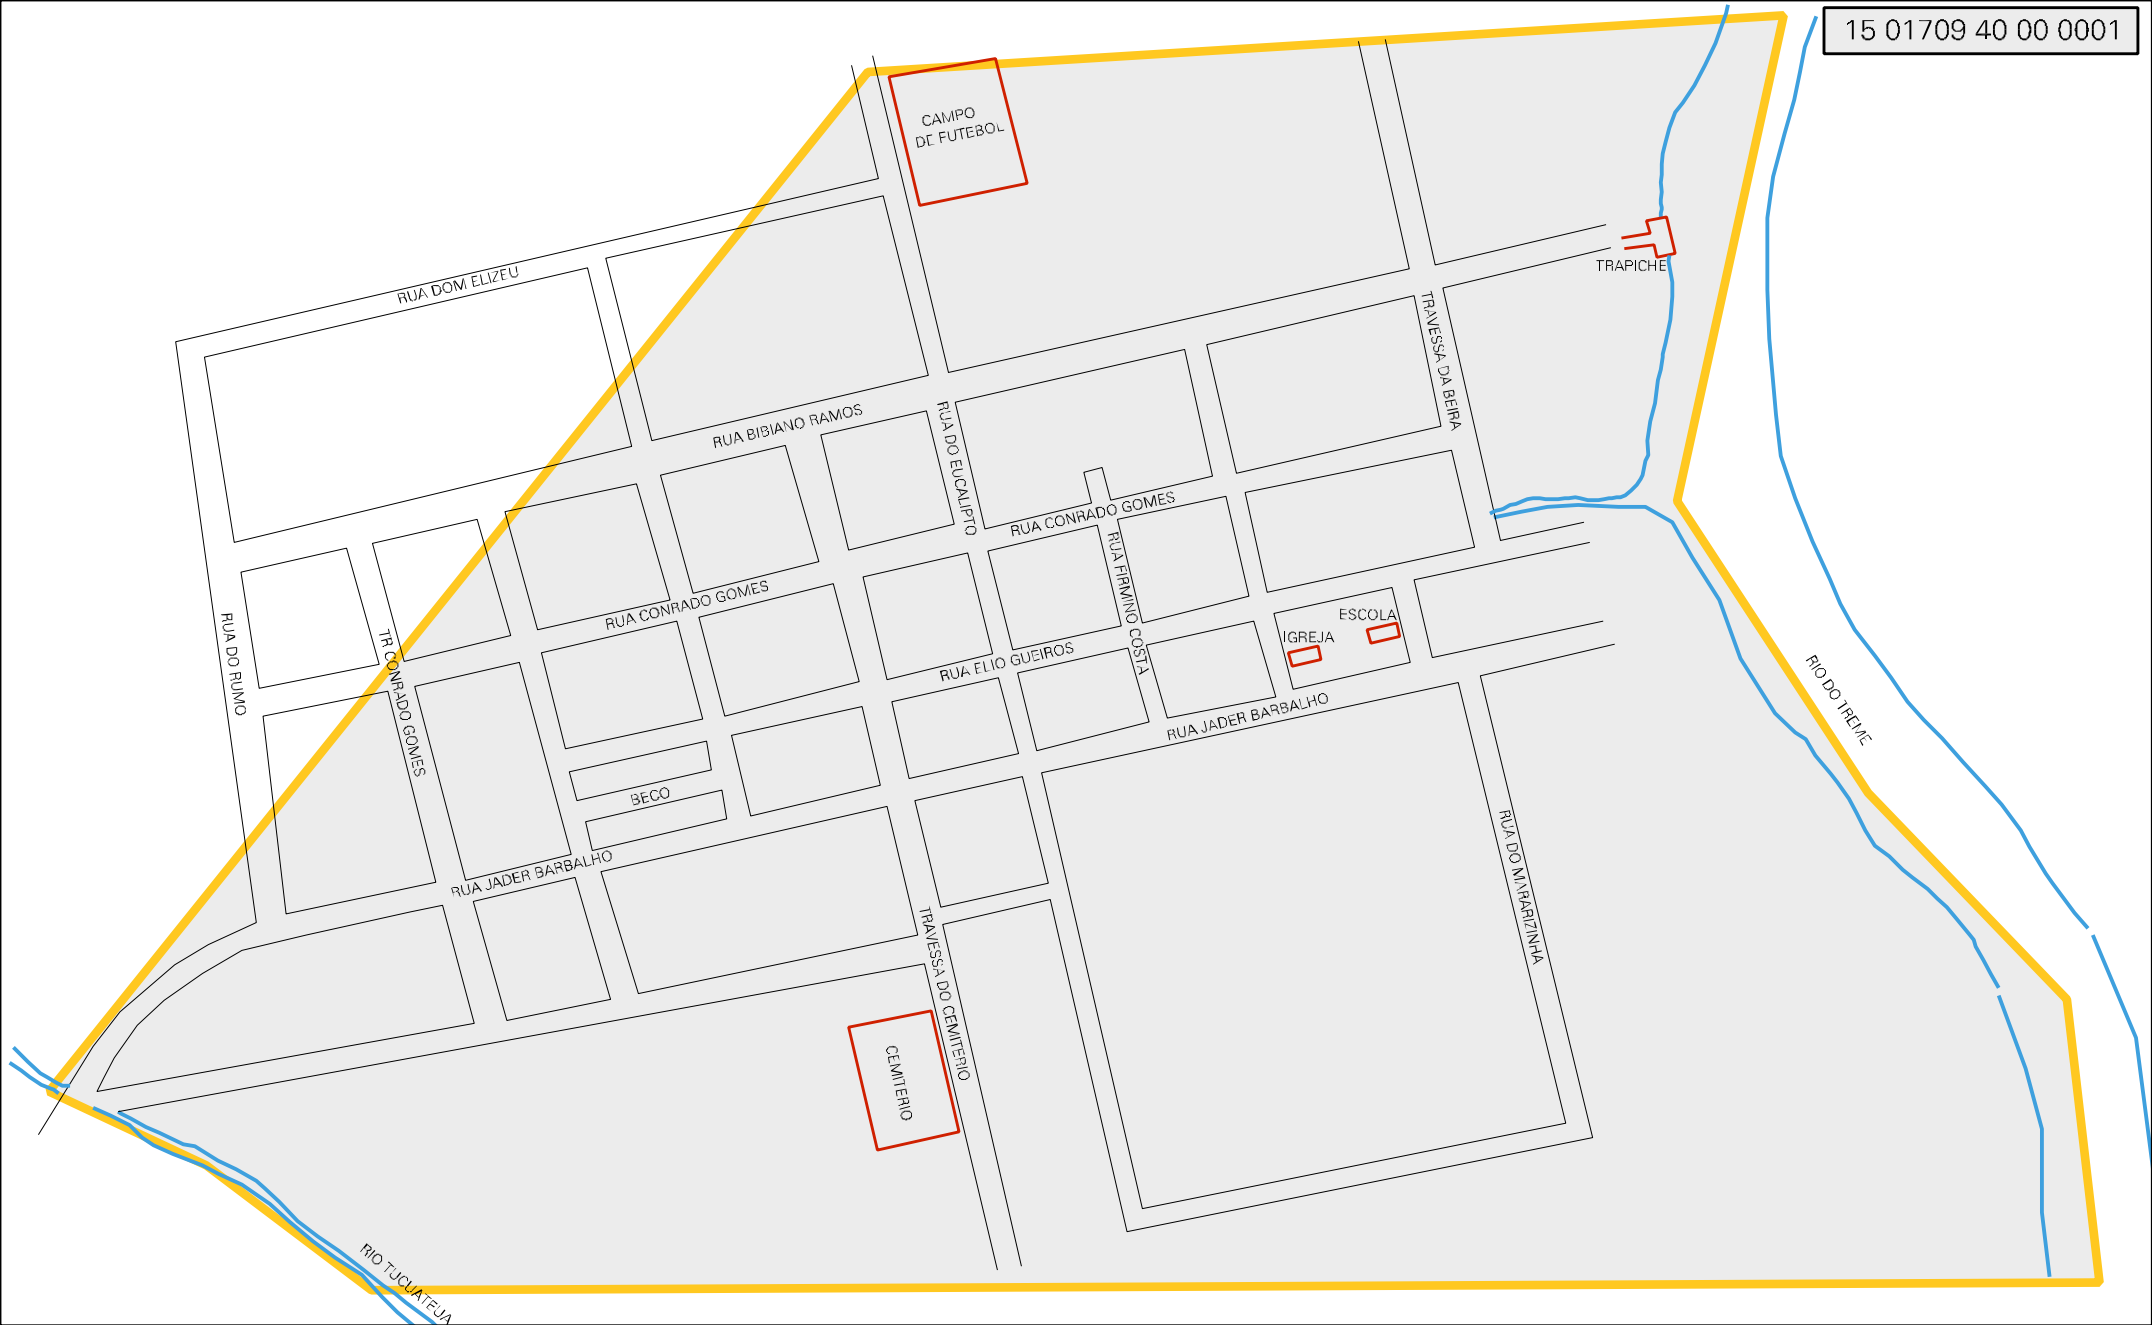 15 01709 40 00 0001
CAMPO
DE FUTEBOL
RUA DOM ELIZEU
TRAPICHE
TRAVESSA DA BEIRA
RUA BIBIANO RAMOS
RUA DO EUCALIPTO
RUA CONRADO GOMES
RUA FIRMINO COSTA
RUA CONRADO GOMES
ESCOLA
IGREJA
RUA DO RUMO
TR CONRADO GOMES
RUA ELIO GUEIROS
RIO DO TREME
RUA JADER BARBALHO
BECO
RUA JADER BARBALHO
RUA DO MARARIZINHA
TRAVESSA DO CEMITERIO
CEMITERIO
RIO TUCUATEUA